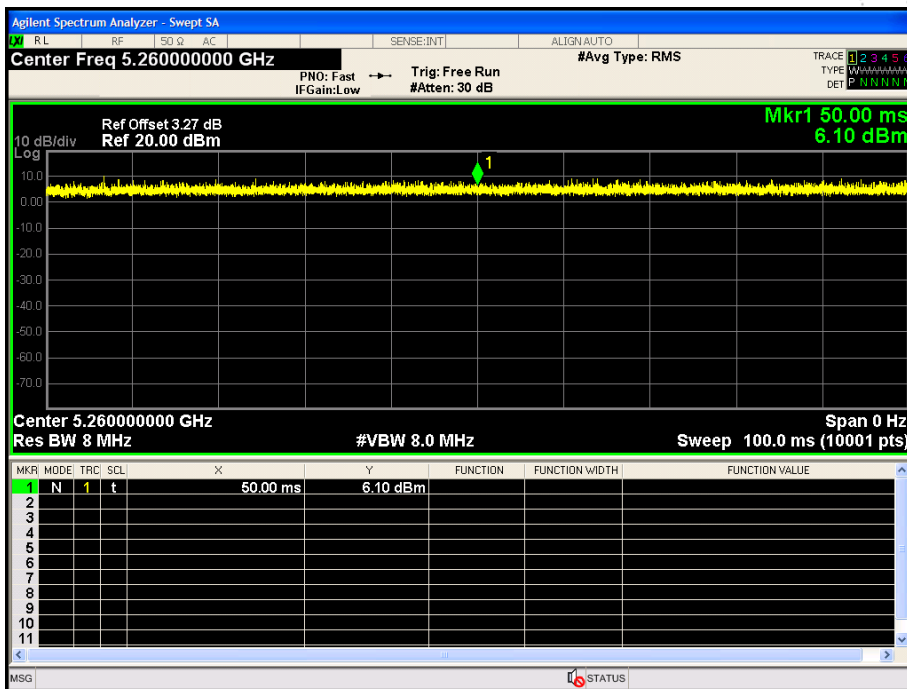 Agilent Spectrum Analyzer - Swept SA
LXI RL RF 50 Ω AC SENSE:INT ALIGN AUTO
Center Freq 5.260000000 GHz #Avg Type: RMS TRACE 1 2 3 4 5 6
PNO: Fast Trig: Free Run TYPE
IFGain:Low #Atten: 30 dB DET P N N N N N
Mkr1 50.00 ms
Ref Offset 3.27 dB
10 dB/div Ref 20.00 dBm 6.10 dBm
Log
1
10.0
0.00
-10.0
-20.0
-30.0
-40.0
-50.0
-60.0
-70.0
Center 5.260000000 GHz Span 0 Hz
Res BW 8 MHz #VBW 8.0 MHz Sweep 100.0 ms (10001 pts)
MKR MODE TRC SCL X Y FUNCTION FUNCTION WIDTH FUNCTION VALUE
1 N 1 t 50.00 ms 6.10 dBm
2
3
4
5
6
7
8
9
10
11
MSG STATUS